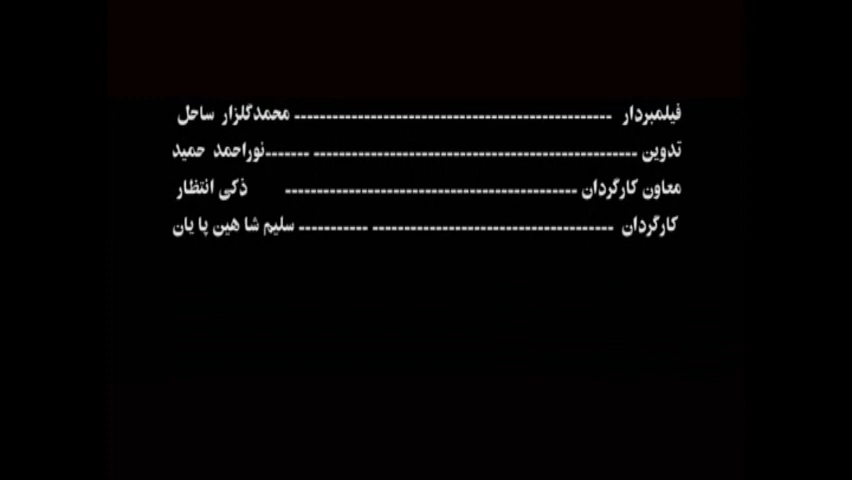 فیلمبردار ---------------------------------------------------- محمدگلزار ساحل
تدوین ---------------------------------------------------- -------نوراحمد حمید
معاون کارگردان ----------------------------------------------- ذکی انتظار
کارگردان --------------------------------------- ----------- سلیم شا هین پا یان